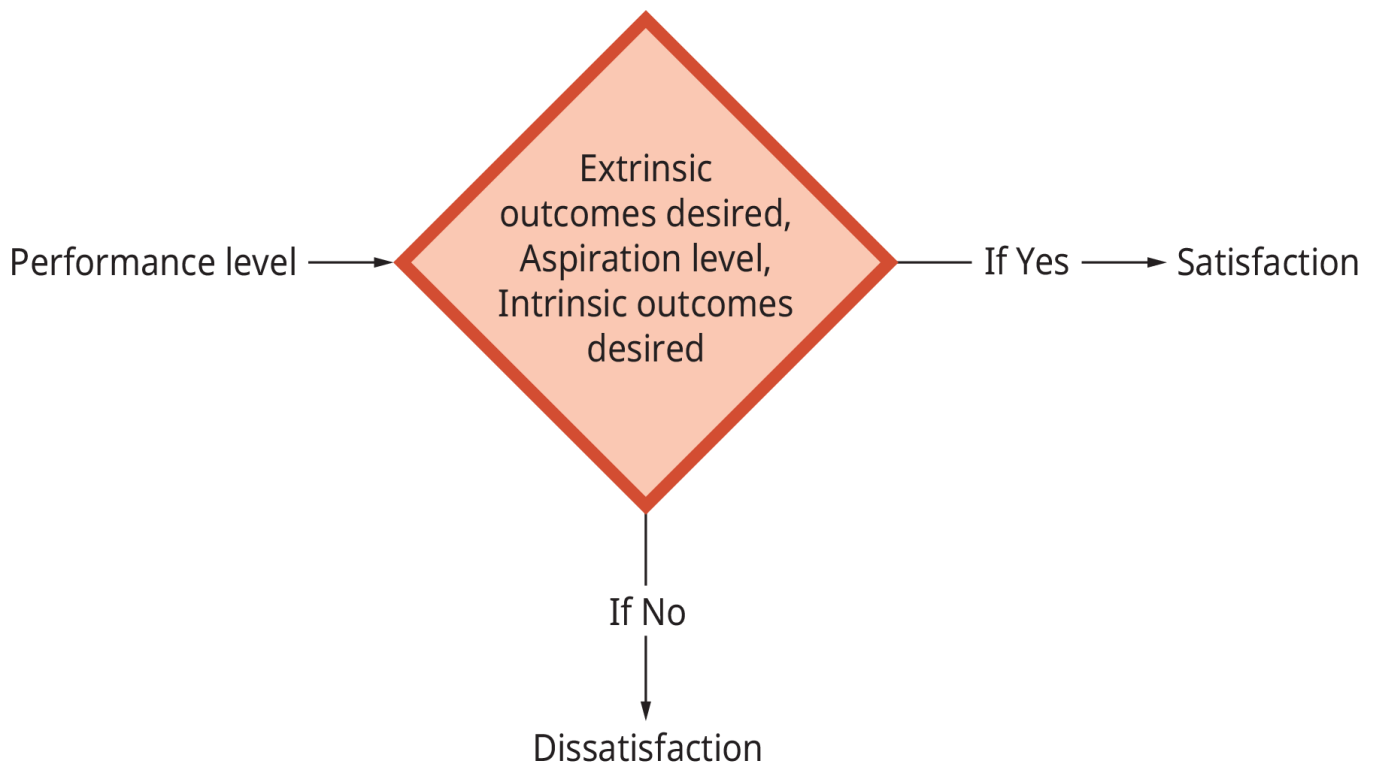 Extrinsic
outcomes desired,
Aspiration level,
Intrinsic outcomes
desired
Performance level
If Yes
Satisfaction
If No
Dissatisfaction